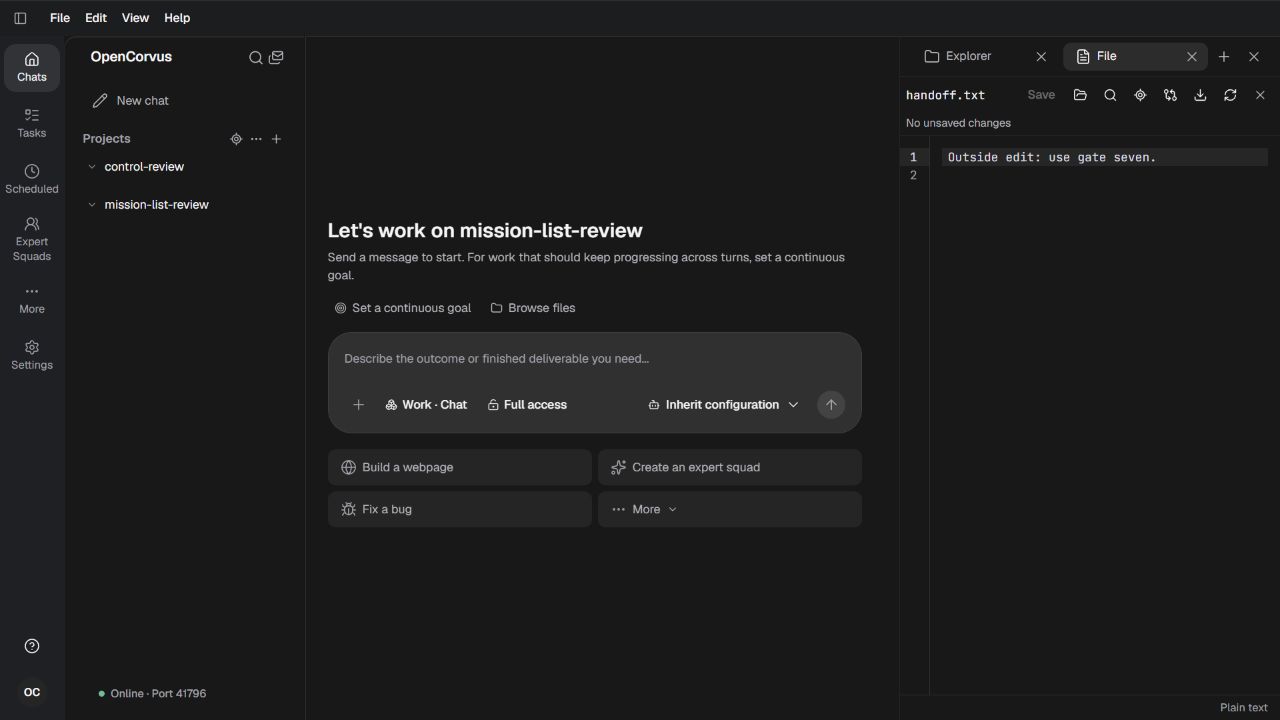 File Edit View Help
Chats
Tasks
Scheduled
Expert
Squads
More
Settings
OC
OpenCorvus
New chat
Projects
control-review
mission-list-review
Online · Port 41796
Let's work on mission-list-review
Send a message to start. For work that should keep progressing across turns, set a continuous
goal.
Set a continuous goal Browse files
Describe the outcome or finished deliverable you need...
Work · Chat Full access Inherit configuration
Build a webpage Create an expert squad
Fix a bug More
Explorer File
handoff.txt Save
No unsaved changes
1 Outside edit: use gate seven.
2
Plain text